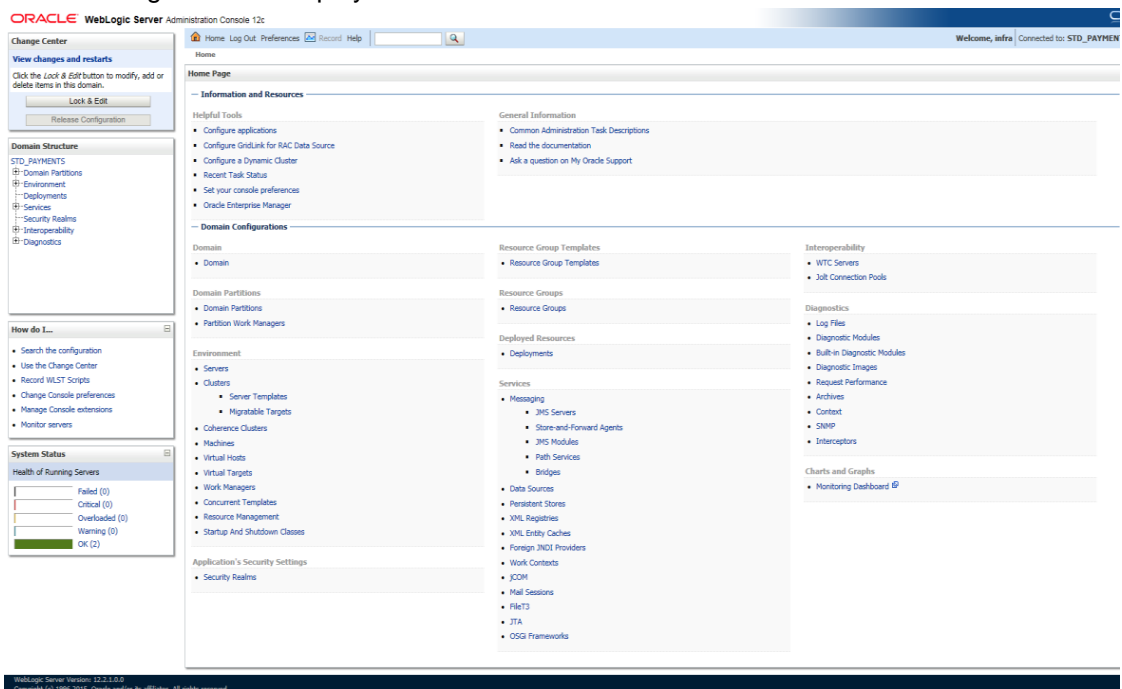 ORACLE WebLogic Server Administration Console 12c
Change Center
View changes and restarts
Click the Lock & Edit button to modify, add or
delete items in this domain.
Lock & Edit
Release Configuration
Domain Structure
STD_PAYMENTS
Domain Partitions
Environment
Deployments
Services
Security Realms
Interoperability
Diagnostics
How do I...
Search the configuration
Use the Change Center
Record WLST Scripts
Change Console preferences
Manage Console extensions
Monitor servers
System Status
Health of Running Servers
Failed (0)
Critical (0)
Overloaded (0)
Warning (0)
OK (2)
Home Log Out Preferences Record Help
Welcome, infra Connected to: STD_PAYMEN
Home
Home Page
Information and Resources
Helpful Tools
Configure applications
Configure GridLink for RAC Data Source
Configure a Dynamic Cluster
Recent Task Status
Set your console preferences
Oracle Enterprise Manager
General Information
Common Administration Task Descriptions
Read the documentation
Ask a question on My Oracle Support
Domain Configurations
Domain
Domain
Domain Partitions
Domain Partitions
Partition Work Managers
Environment
Servers
Clusters
Server Templates
Migratable Targets
Coherence Clusters
Machines
Virtual Hosts
Virtual Targets
Work Managers
Concurrent Templates
Resource Management
Startup And Shutdown Classes
Application's Security Settings
Security Realms
Resource Group Templates
Resource Group Templates
Resource Groups
Resource Groups
Deployed Resources
Deployments
Services
Messaging
JMS Servers
Store-and-Forward Agents
JMS Modules
Path Services
Bridges
Data Sources
Persistent Stores
XML Registries
XML Entity Caches
Foreign JNDI Providers
Work Contexts
jCOM
Mail Sessions
FileT3
JTA
OSGi Frameworks
Interoperability
WTC Servers
Jolt Connection Pools
Diagnostics
Log Files
Diagnostic Modules
Built-in Diagnostic Modules
Diagnostic Images
Request Performance
Archives
Context
SNMP
Interceptors
Charts and Graphs
Monitoring Dashboard
WebLogic Server Version: 12.2.1.0.0